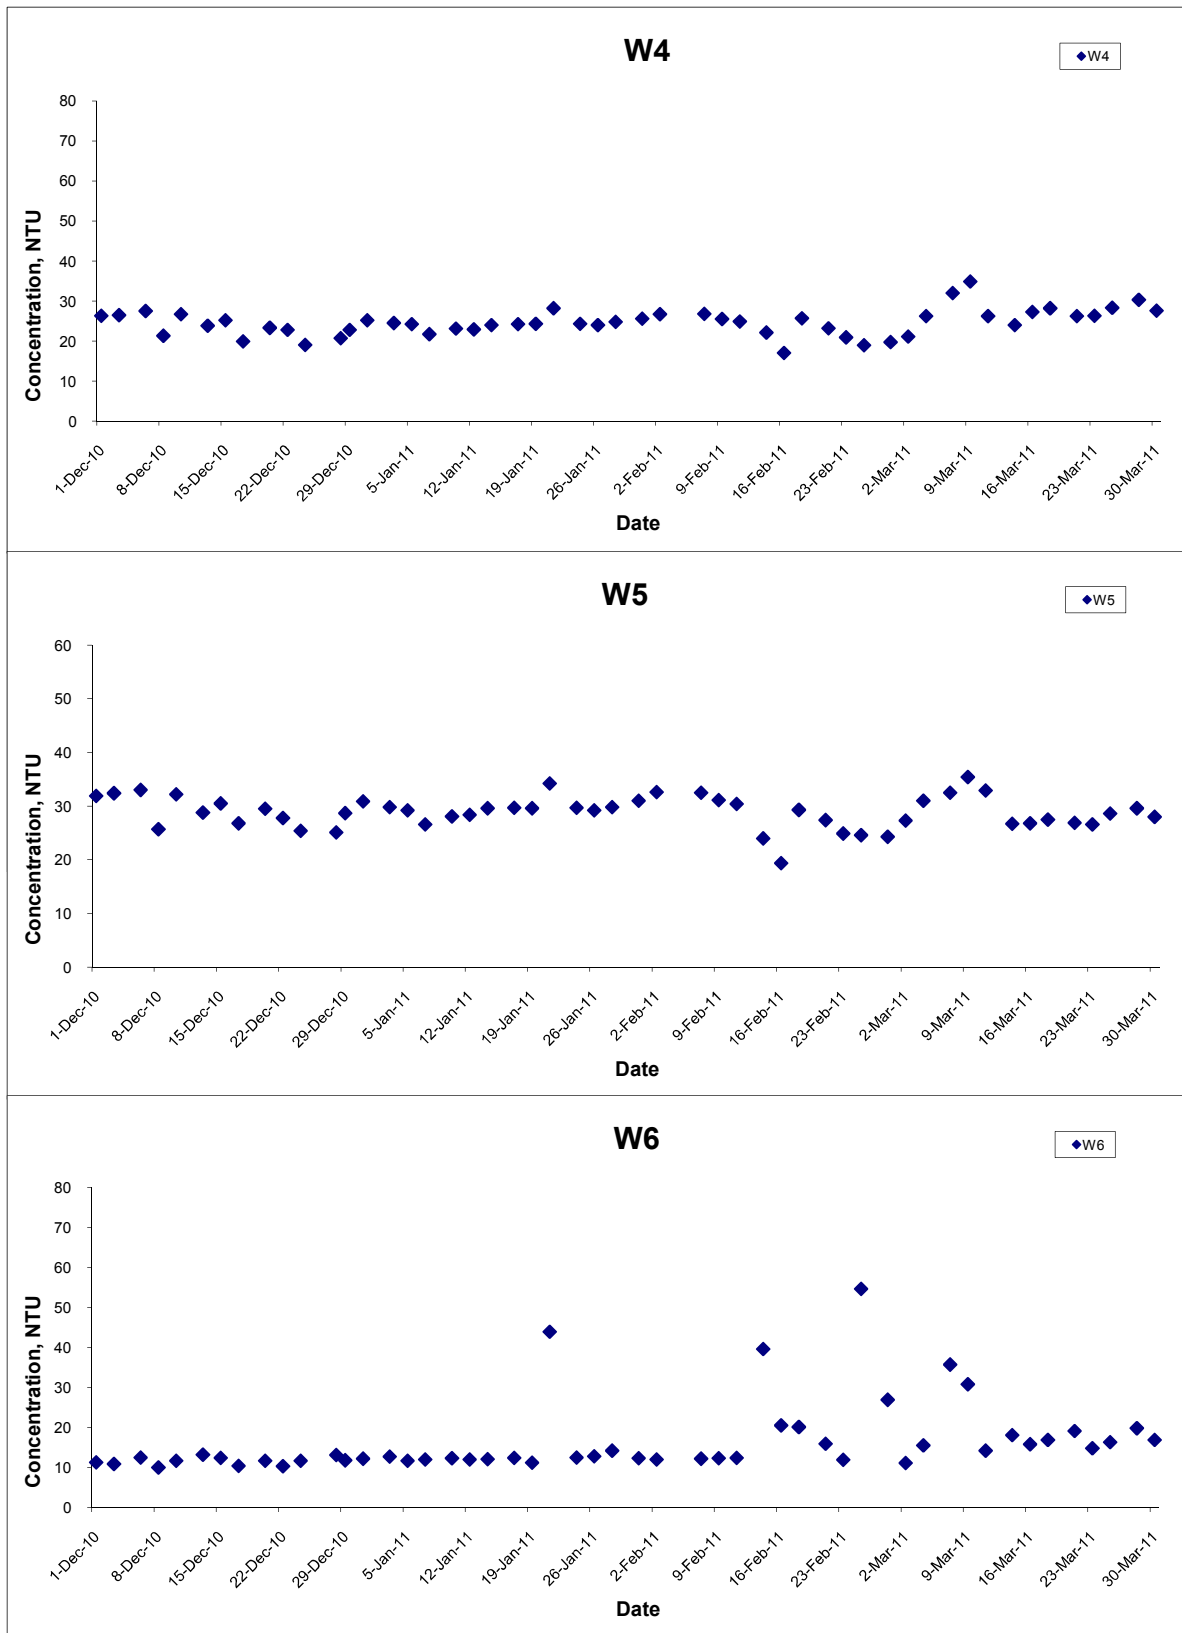 W4
W4
80
70
60
50
40
30
20
10
0
Concentration, NTU
1-Dec-10
8-Dec-10
15-Dec-10
22-Dec-10
29-Dec-10
5-Jan-11
12-Jan-11
19-Jan-11
26-Jan-11
2-Feb-11
9-Feb-11
16-Feb-11
23-Feb-11
2-Mar-11
9-Mar-11
16-Mar-11
23-Mar-11
30-Mar-11
Date
W5
W5
60
50
40
30
20
10
0
Concentration, NTU
1-Dec-10
8-Dec-10
15-Dec-10
22-Dec-10
29-Dec-10
5-Jan-11
12-Jan-11
19-Jan-11
26-Jan-11
2-Feb-11
9-Feb-11
16-Feb-11
23-Feb-11
2-Mar-11
9-Mar-11
16-Mar-11
23-Mar-11
30-Mar-11
Date
W6
W6
80
70
60
50
40
30
20
10
0
Concentration, NTU
1-Dec-10
8-Dec-10
15-Dec-10
22-Dec-10
29-Dec-10
5-Jan-11
12-Jan-11
19-Jan-11
26-Jan-11
2-Feb-11
9-Feb-11
16-Feb-11
23-Feb-11
2-Mar-11
9-Mar-11
16-Mar-11
23-Mar-11
30-Mar-11
Date